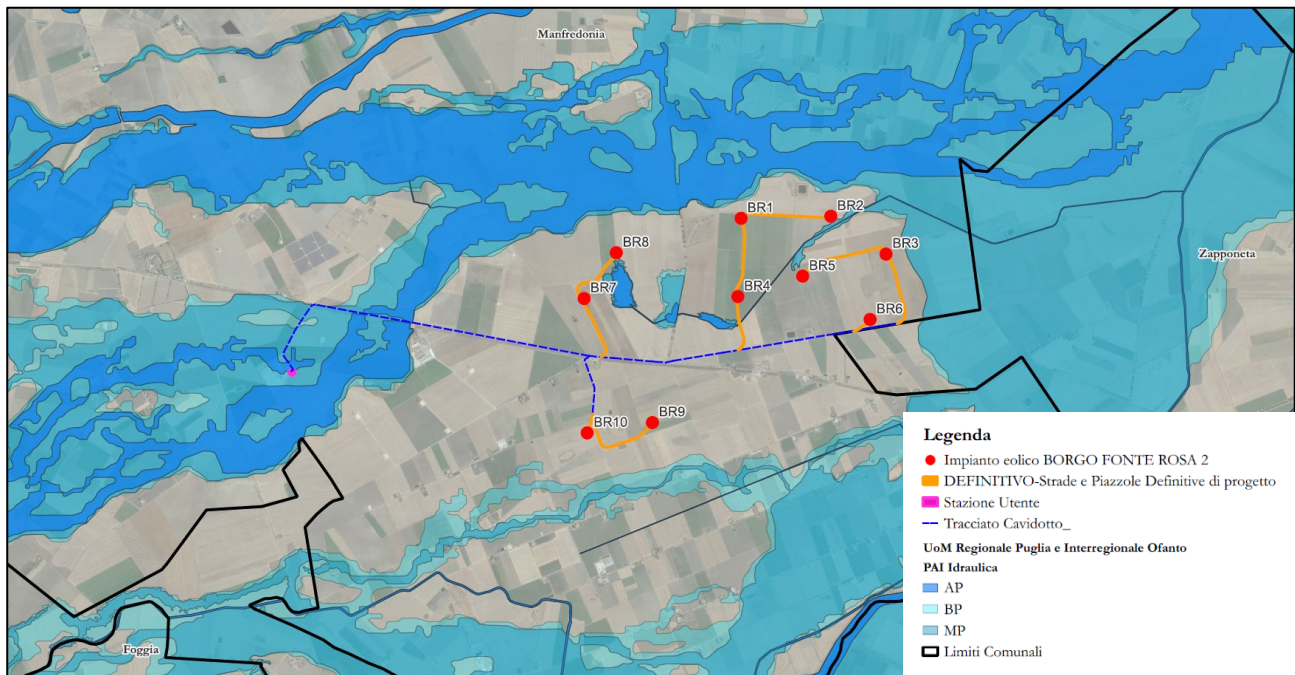 Manfredonia
BR1
BR2
BR8
BR3
Zapponeta
BR5
BR7
BR4
BR6
BR9
BR10
Foggia
Legenda
Impianto eolico BORGO FONTE ROSA 2
DEFINITIVO-Strade e Piazzole Definitive di progetto
Stazione Utente
Tracciato Cavidotto_
UoM Regionale Puglia e Interregionale Ofanto
PAI Idraulica
AP
BP
MP
Limiti Comunali